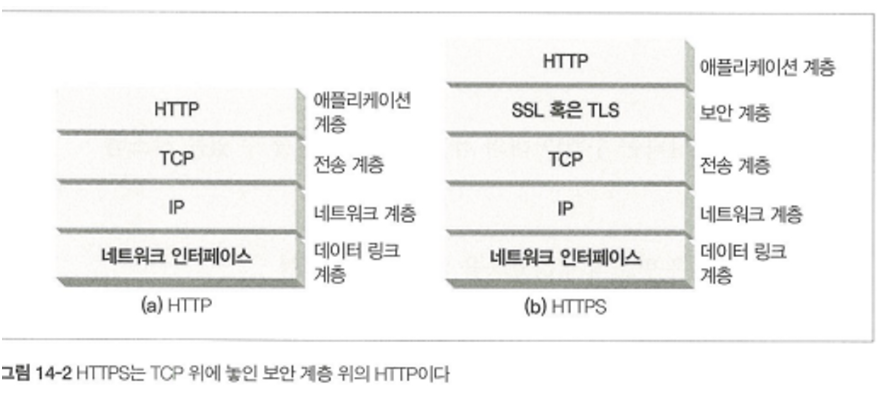 HTTP
애플리케이션
계층
TCP
전송 계층
IP
네트워크 계층
네트워크 인터페이스
데이터 링크
계층
(a) HTTP
HTTP
애플리케이션 계층
SSL 혹은 TLS
보안 계층
TCP
전송 계층
IP
네트워크 계층
네트워크 인터페이스
데이터 링크
계층
(b) HTTPS
그림 14-2 HTTPS는 TCP 위에 놓인 보안 계층 위의 HTTP이다